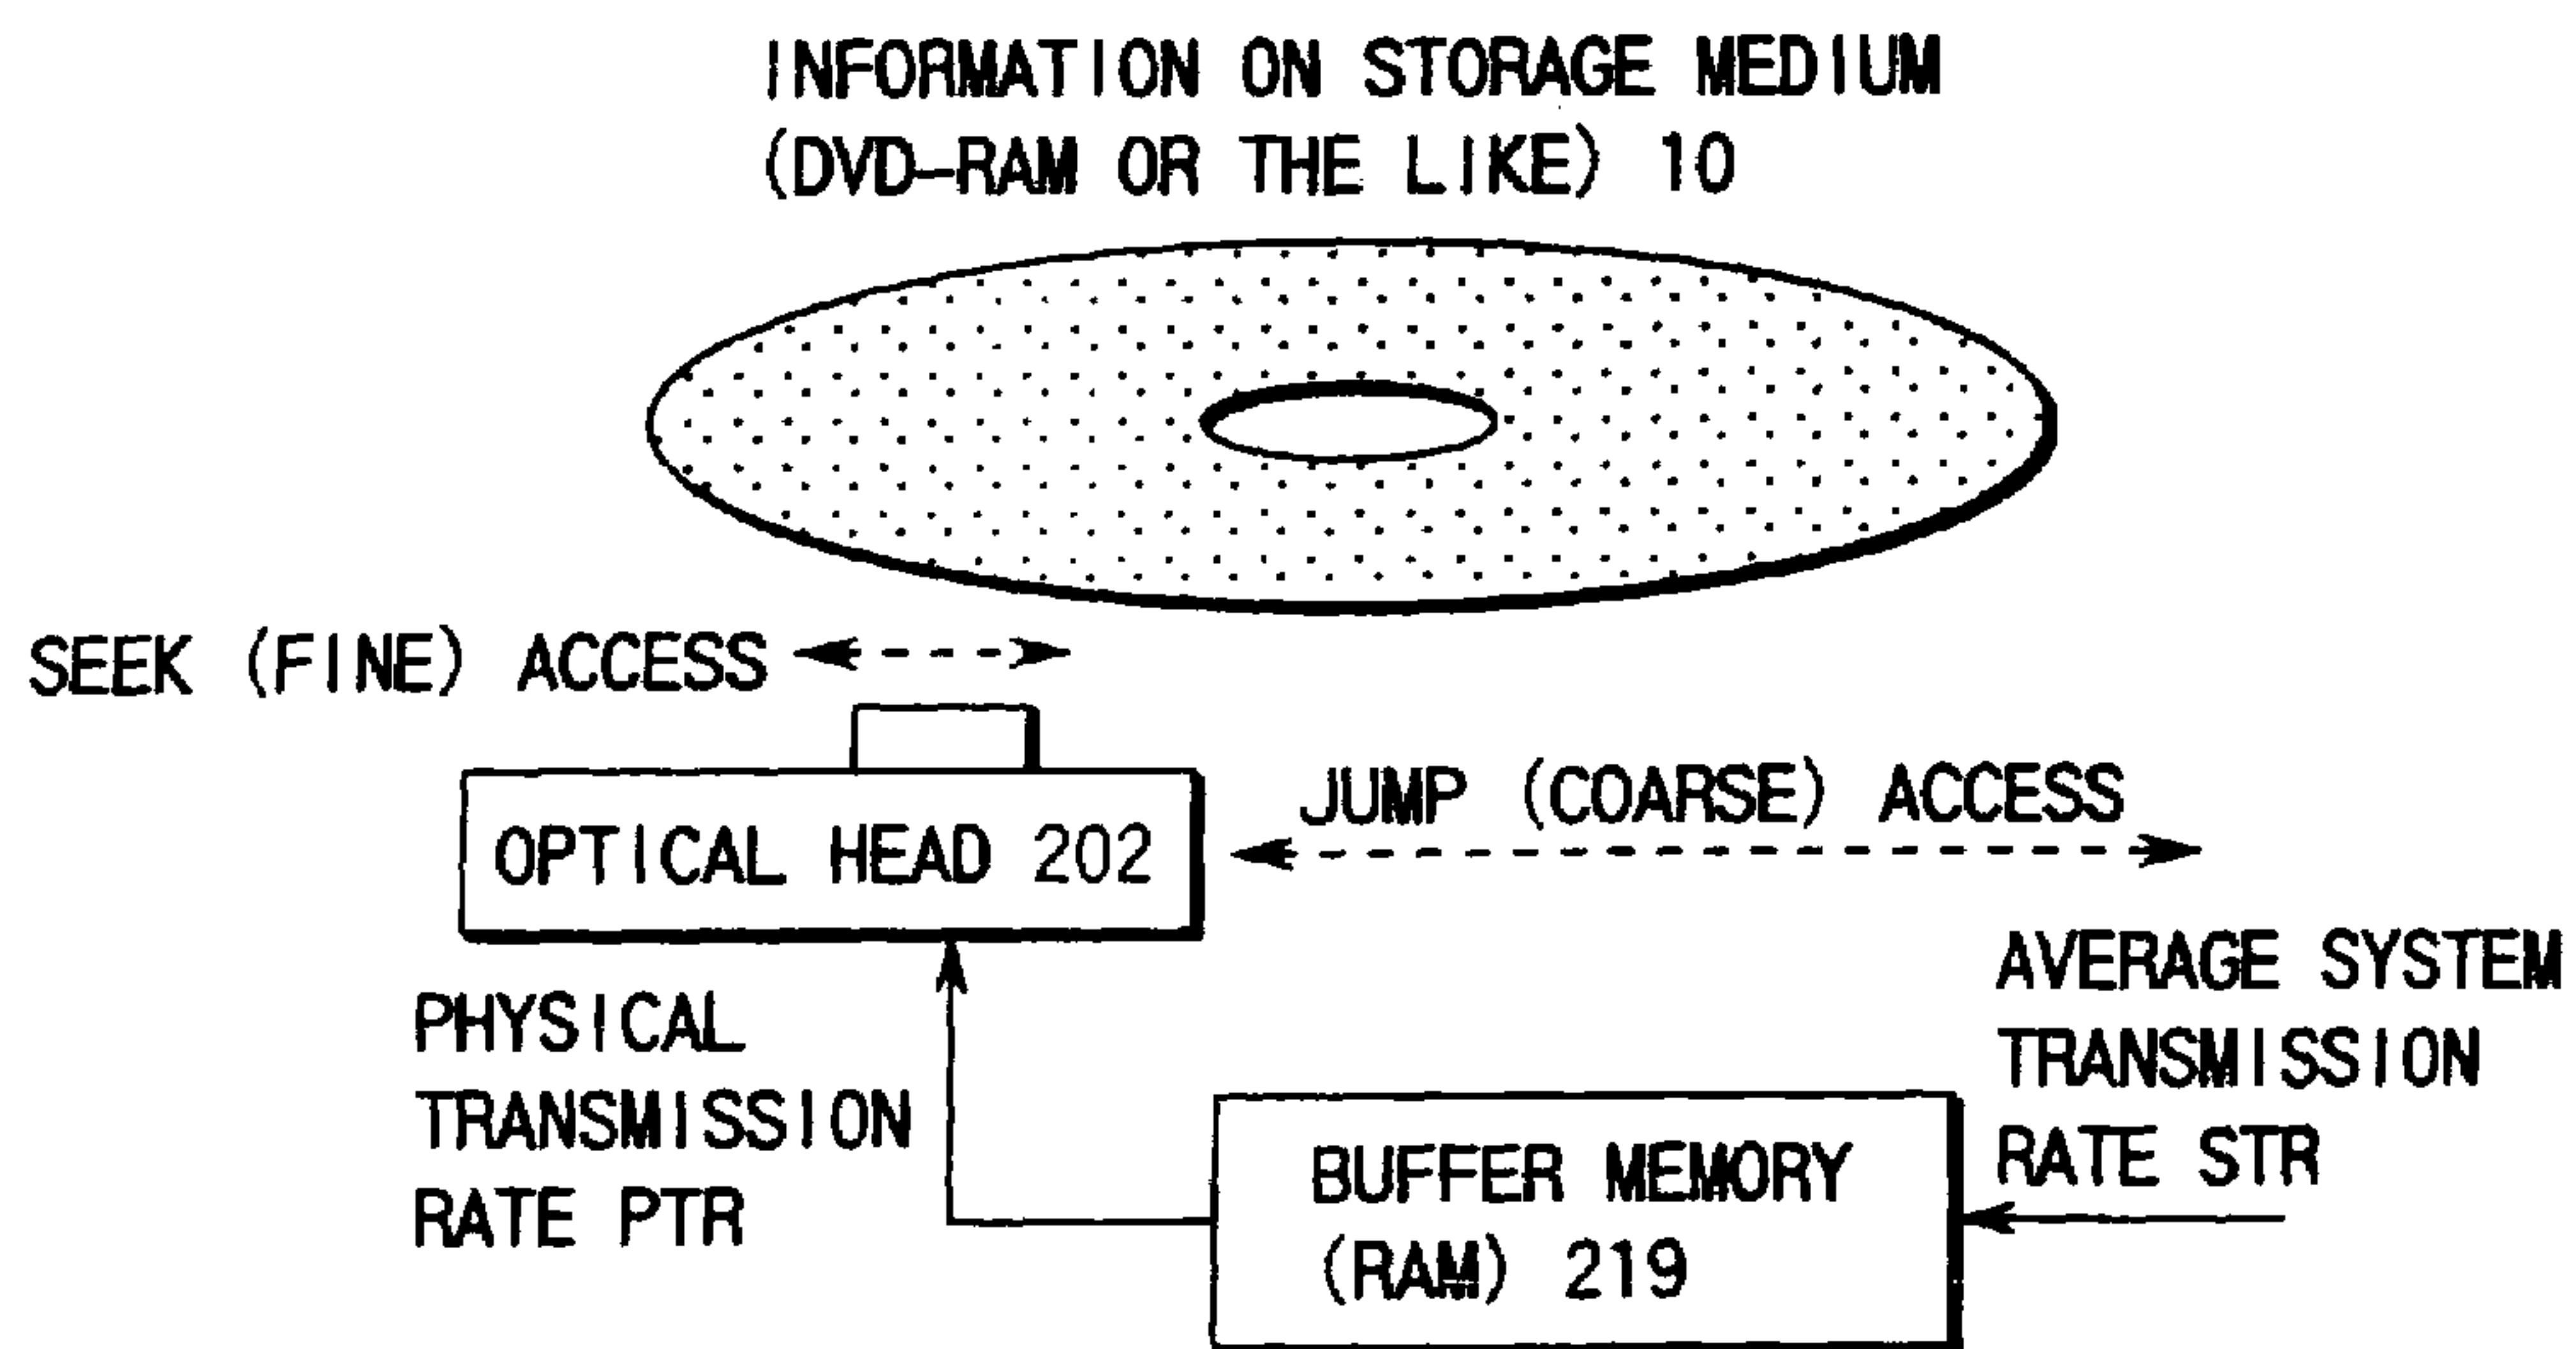 INFORMATION ON STORAGE MEDIUM
(DVD-RAM OR THE LIKE) 10
SEEK (FINE) ACCESS
JUMP (COARSE) ACCESS
OPTICAL HEAD 202
PHYSICAL
TRANSMISSION
RATE PTR
AVERAGE SYSTEM
TRANSMISSION
RATE STR
BUFFER MEMORY
(RAM) 219